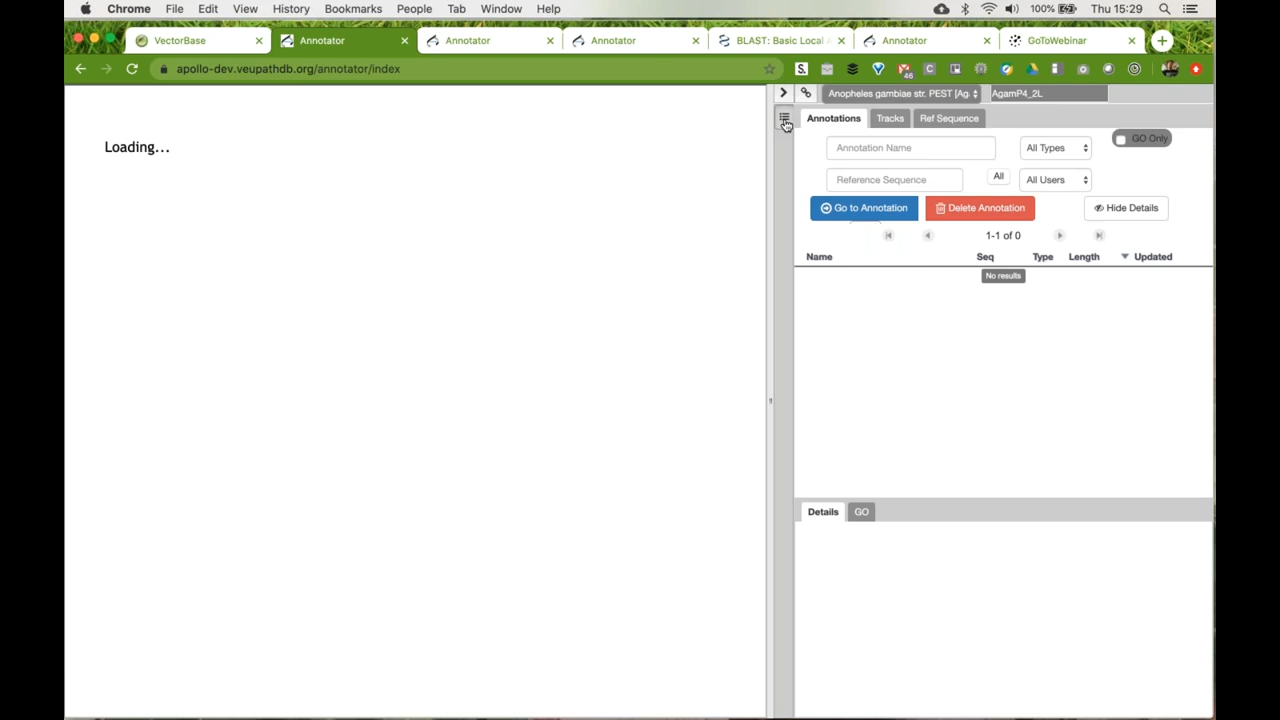 Chrome File Edit View History Bookmarks People Tab Window Help 100% Thu 15:29
VectorBase Annotator Annotator Annotator BLAST: Basic Local A Annotator GoToWebinar
apollo-dev.veupathdb.org/annotator/index S. 46 C
Anopheles gambiae str. PEST [Ag. AgamP4_2L
Annotations Tracks Ref Sequence
Loading...
Annotation Name All Types GO Only
Reference Sequence All All Users
Go to Annotation Delete Annotation Hide Details
1-1 of 0
Name Seq Type Length Updated
No results
Details GO